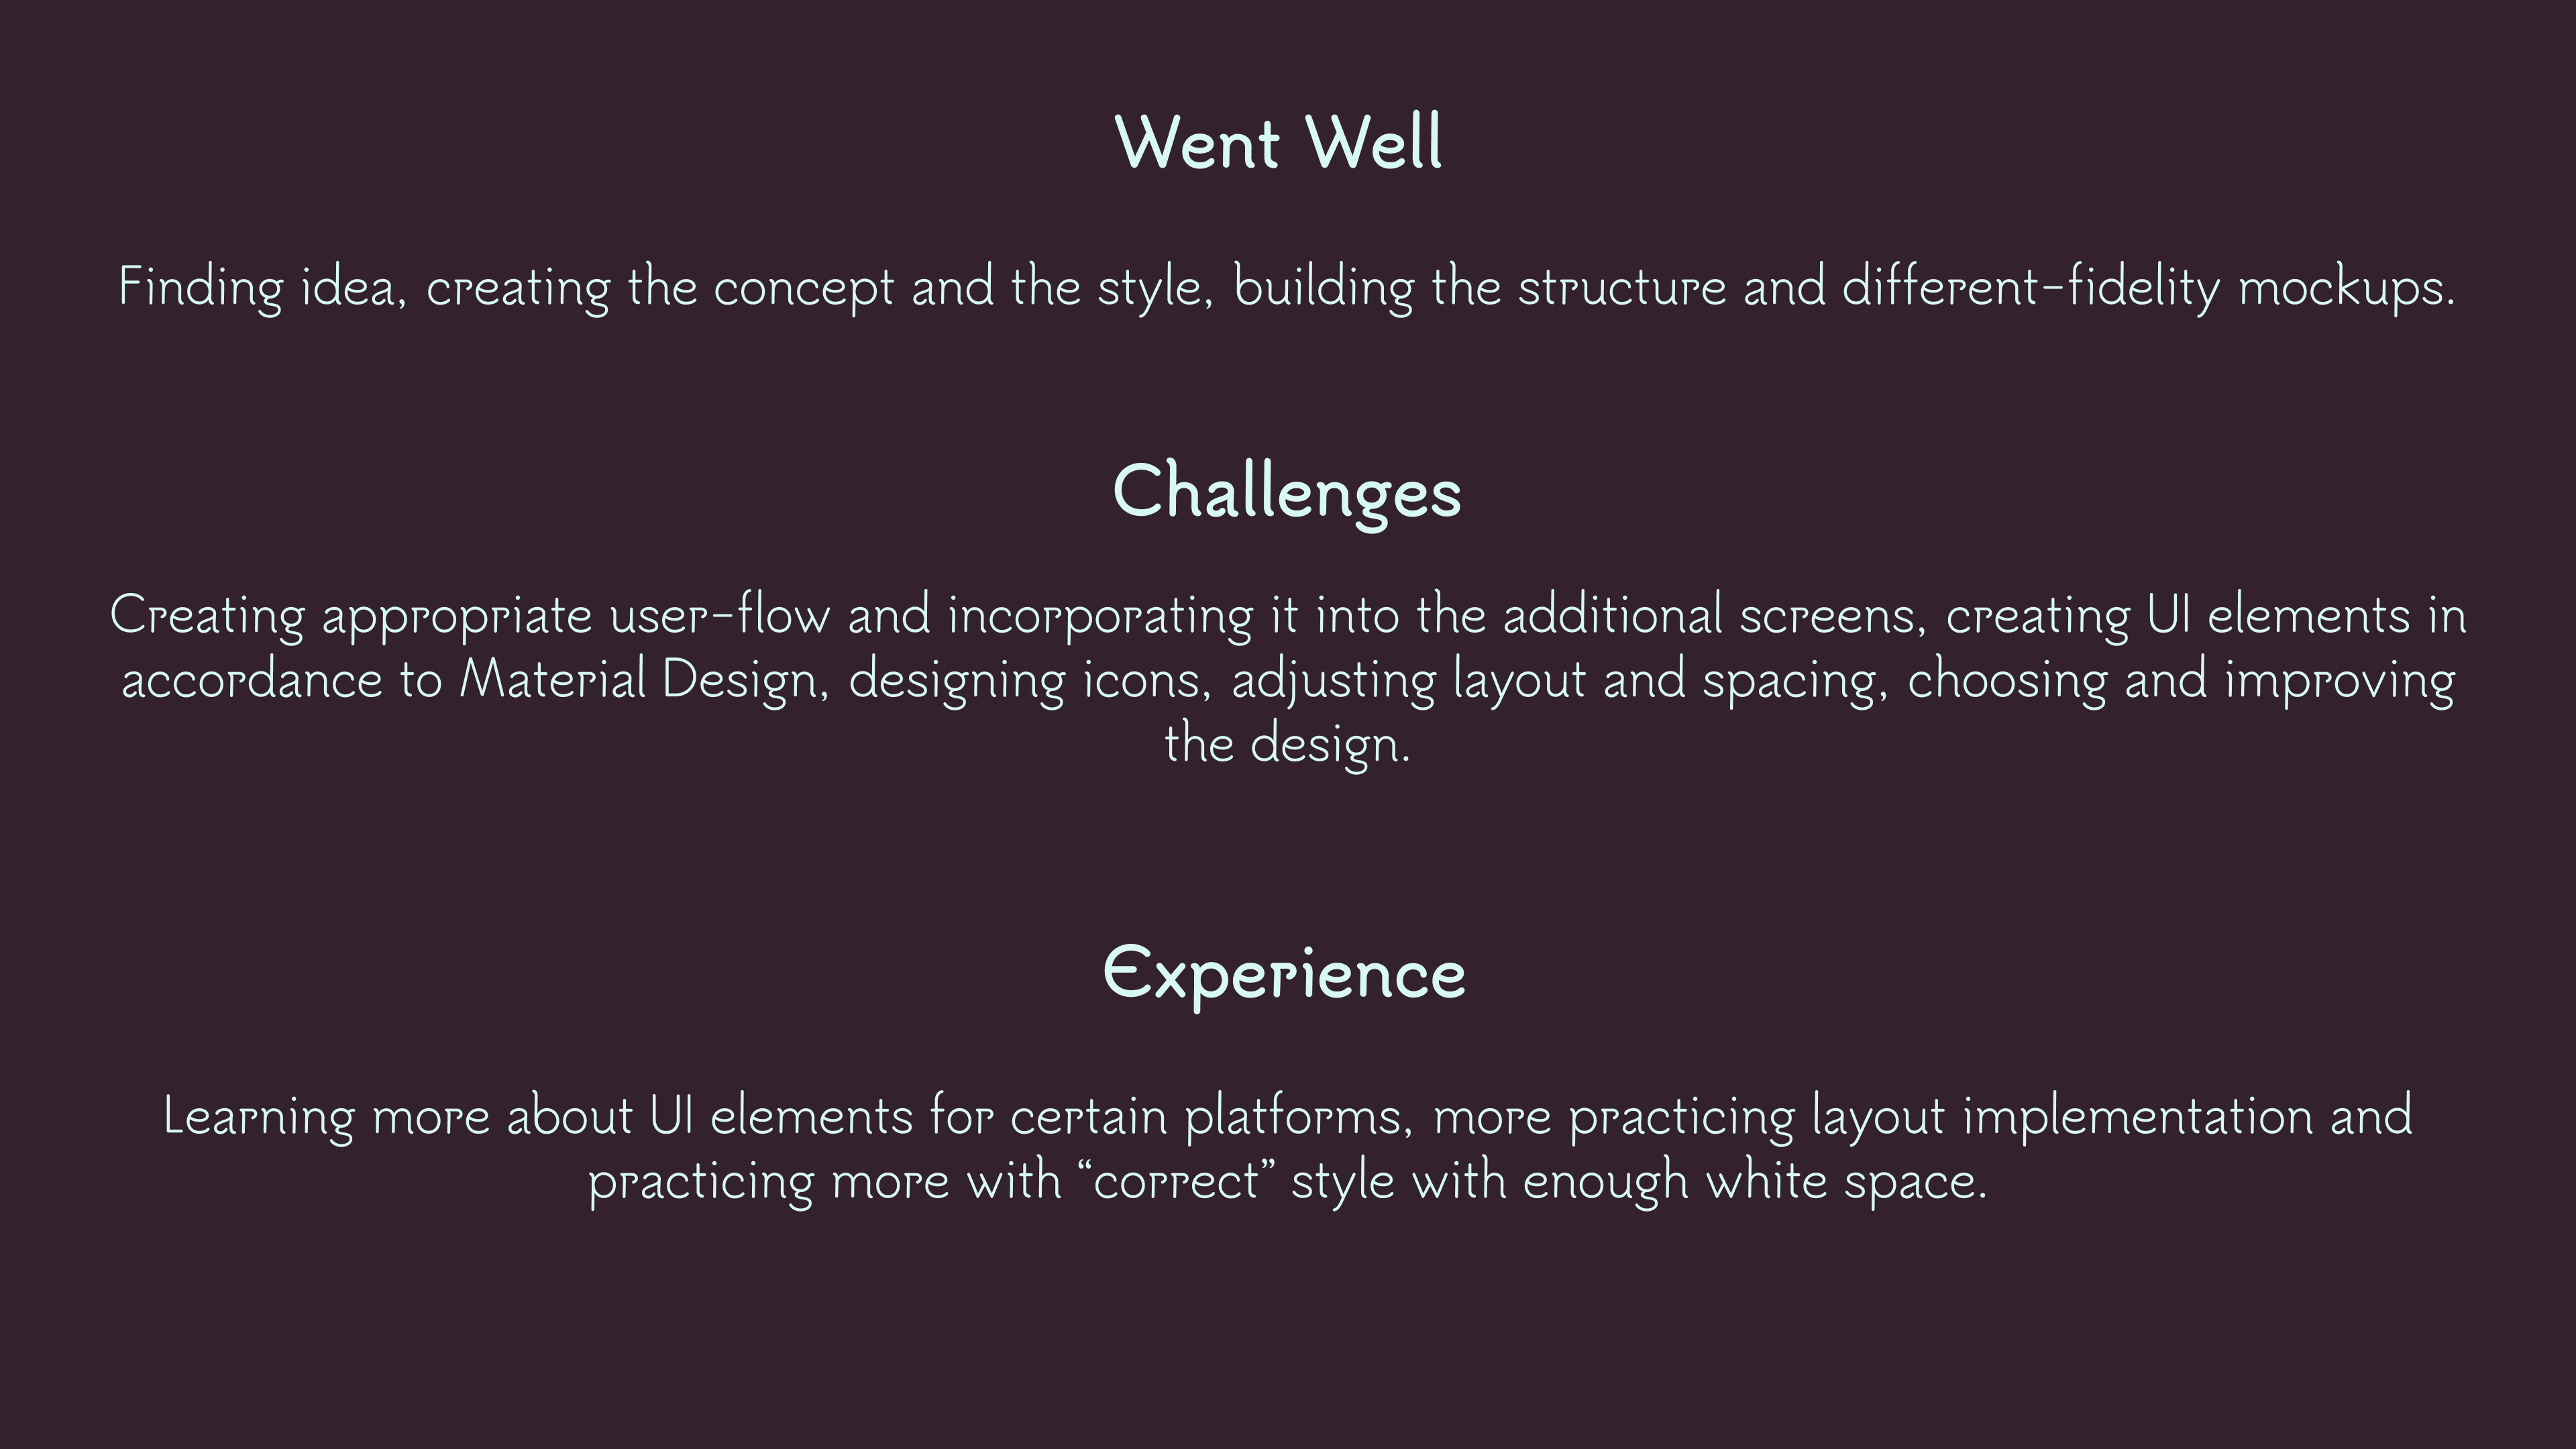 Went Well
Finding idea, creating the concept and the style, building the structure and different-fidelity mockups.
Challenges
Creating appropriate user-flow and incorporating it into the additional screens, creating UI elements in
accordance to Material Design, designing icons, adjusting layout and spacing, choosing and improving
the design.
Experience
Learning more about UI elements for certain platforms, more practicing layout implementation and
practicing more with “correct” style with enough white space.